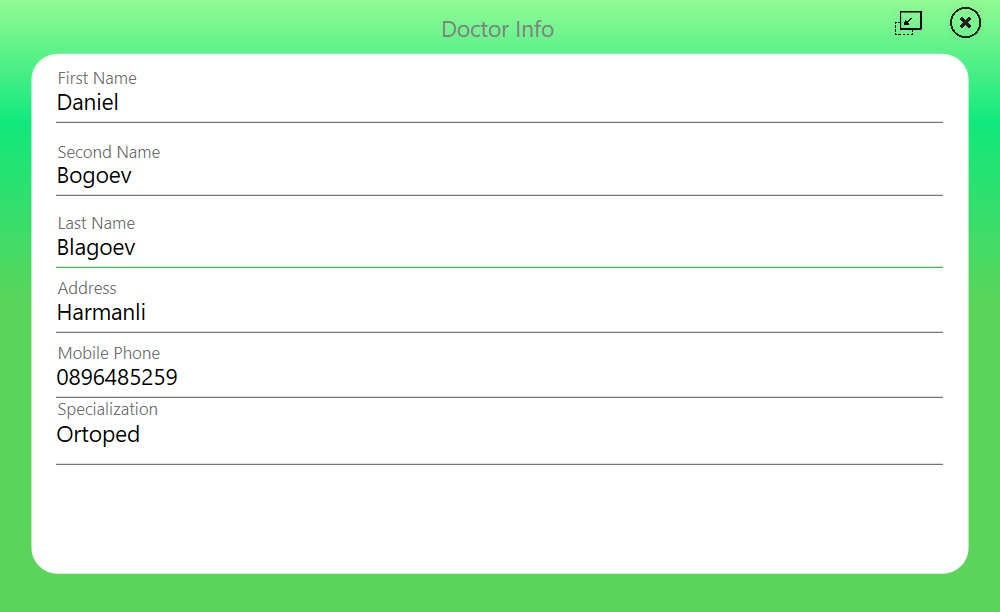 Doctor Info
First Name
Daniel
Second Name
Bogoev
Last Name
Blagoev
Address
Harmanli
Mobile Phone
0896485259
Specialization
Ortoped